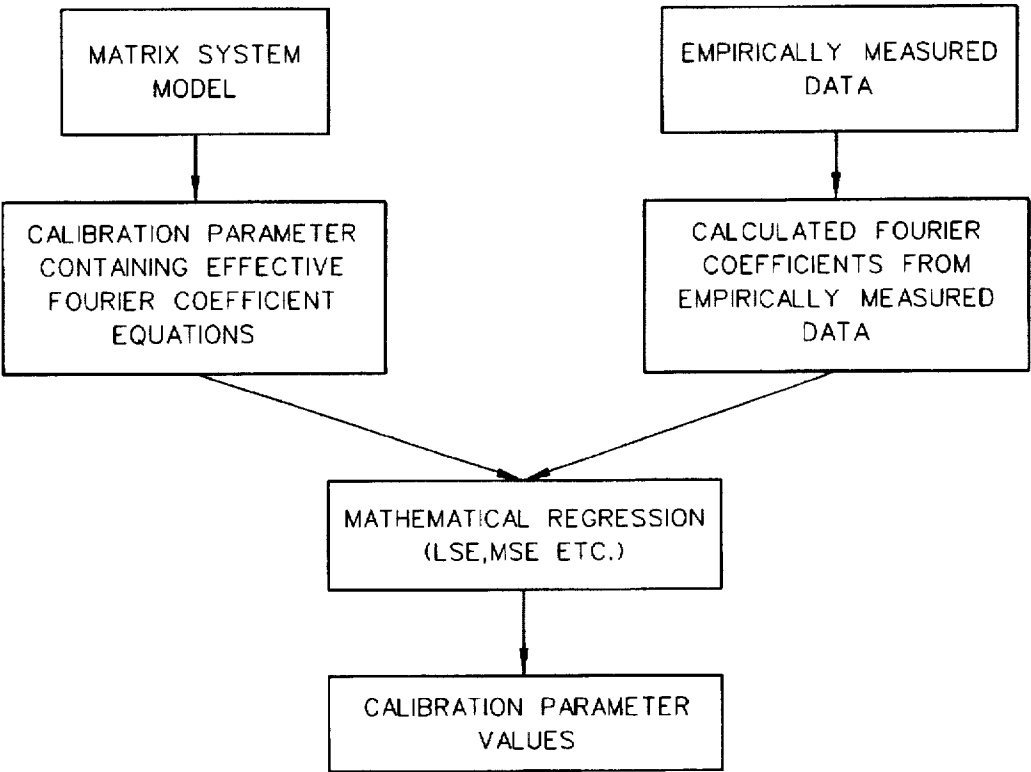 MATRIX SYSTEM
MODEL
EMPIRICALLY MEASURED
DATA
CALIBRATION PARAMETER
CONTAINING EFFECTIVE
FOURIER COEFFICIENT
EQUATIONS
CALCULATED FOURIER
COEFFICIENTS FROM
EMPIRICALLY MEASURED
DATA
MATHEMATICAL REGRESSION
(LSE,MSE ETC.)
CALIBRATION PARAMETER
VALUES